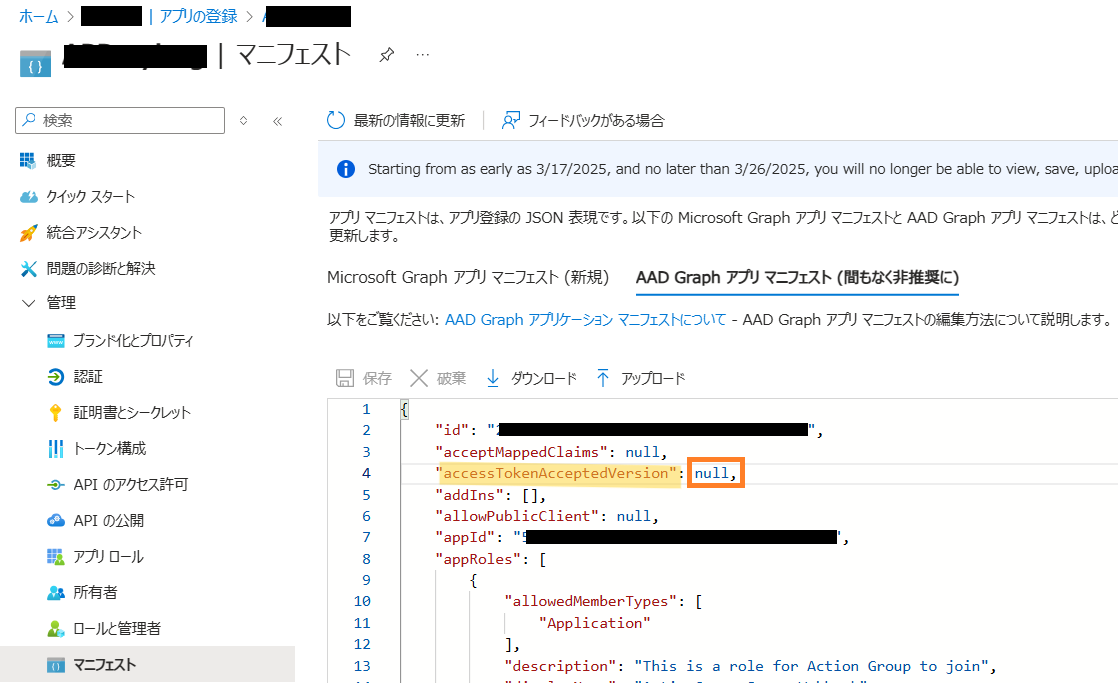 ホーム > | アプリの登録 >
| マニフェスト
検索
概要
クイック スタート
統合アシスタント
問題の診断と解決
管理
ブランド化とプロパティ
認証
証明書とシークレット
トークン構成
API のアクセス許可
API の公開
アプリ ロール
所有者
ロールと管理者
マニフェスト
最新の情報に更新 | フィードバックがある場合
Starting from as early as 3/17/2025, and no later than 3/26/2025, you will no longer be able to view, save, uploa
アプリ マニフェストは、アプリ登録の JSON 表現です。以下の Microsoft Graph アプリ マニフェストと AAD Graph アプリ マニフェストは、ど
更新します。
Microsoft Graph アプリ マニフェスト (新規) AAD Graph アプリ マニフェスト (間もなく非推奨に)
以下をご覧ください: AAD Graph アプリケーション マニフェストについて - AAD Graph アプリ マニフェストの編集方法について説明します。
保存 破棄 ダウンロード アップロード
1 {
2 "id": "2 ",
3 "acceptMappedClaims": null,
4 "accessTokenAcceptedVersion": null,
5 "addIns": [],
6 "allowPublicClient": null,
7 "appId": "5 ",
8 "appRoles": [
9 {
10 "allowedMemberTypes": [
11 "Application"
12 ],
13 "description": "This is a role for Action Group to join",